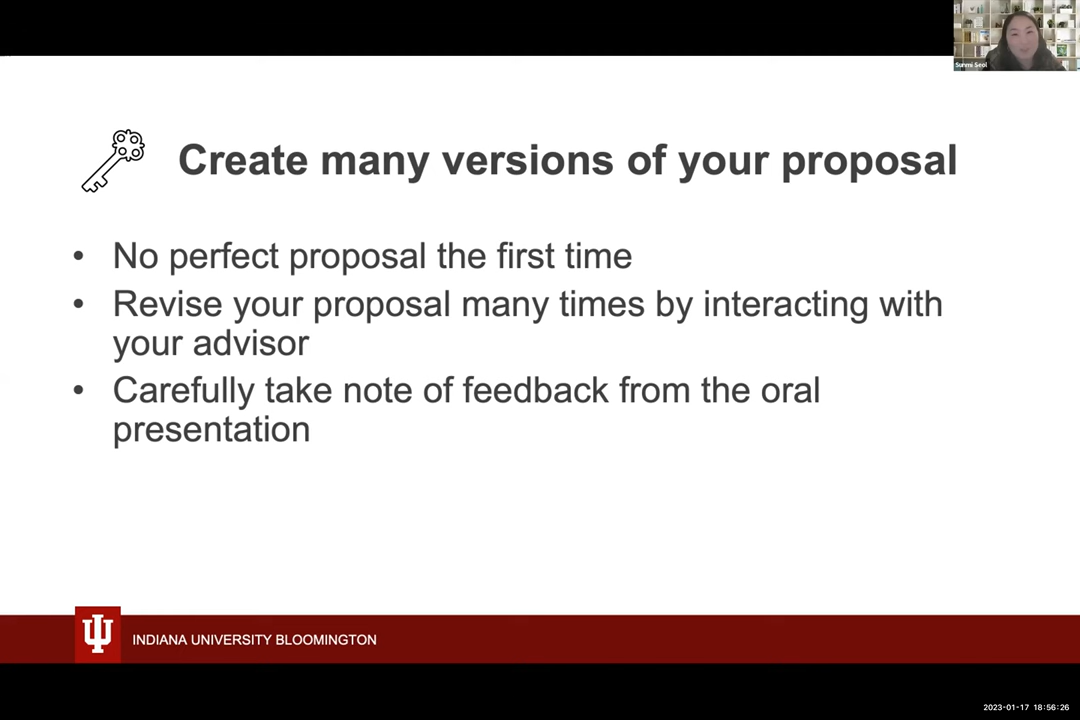 Sunmi Seol
Create many versions of your proposal
• No perfect proposal the first time
• Revise your proposal many times by interacting with
your advisor
• Carefully take note of feedback from the oral
presentation
INDIANA UNIVERSITY BLOOMINGTON
2023-01-17 18:56:26